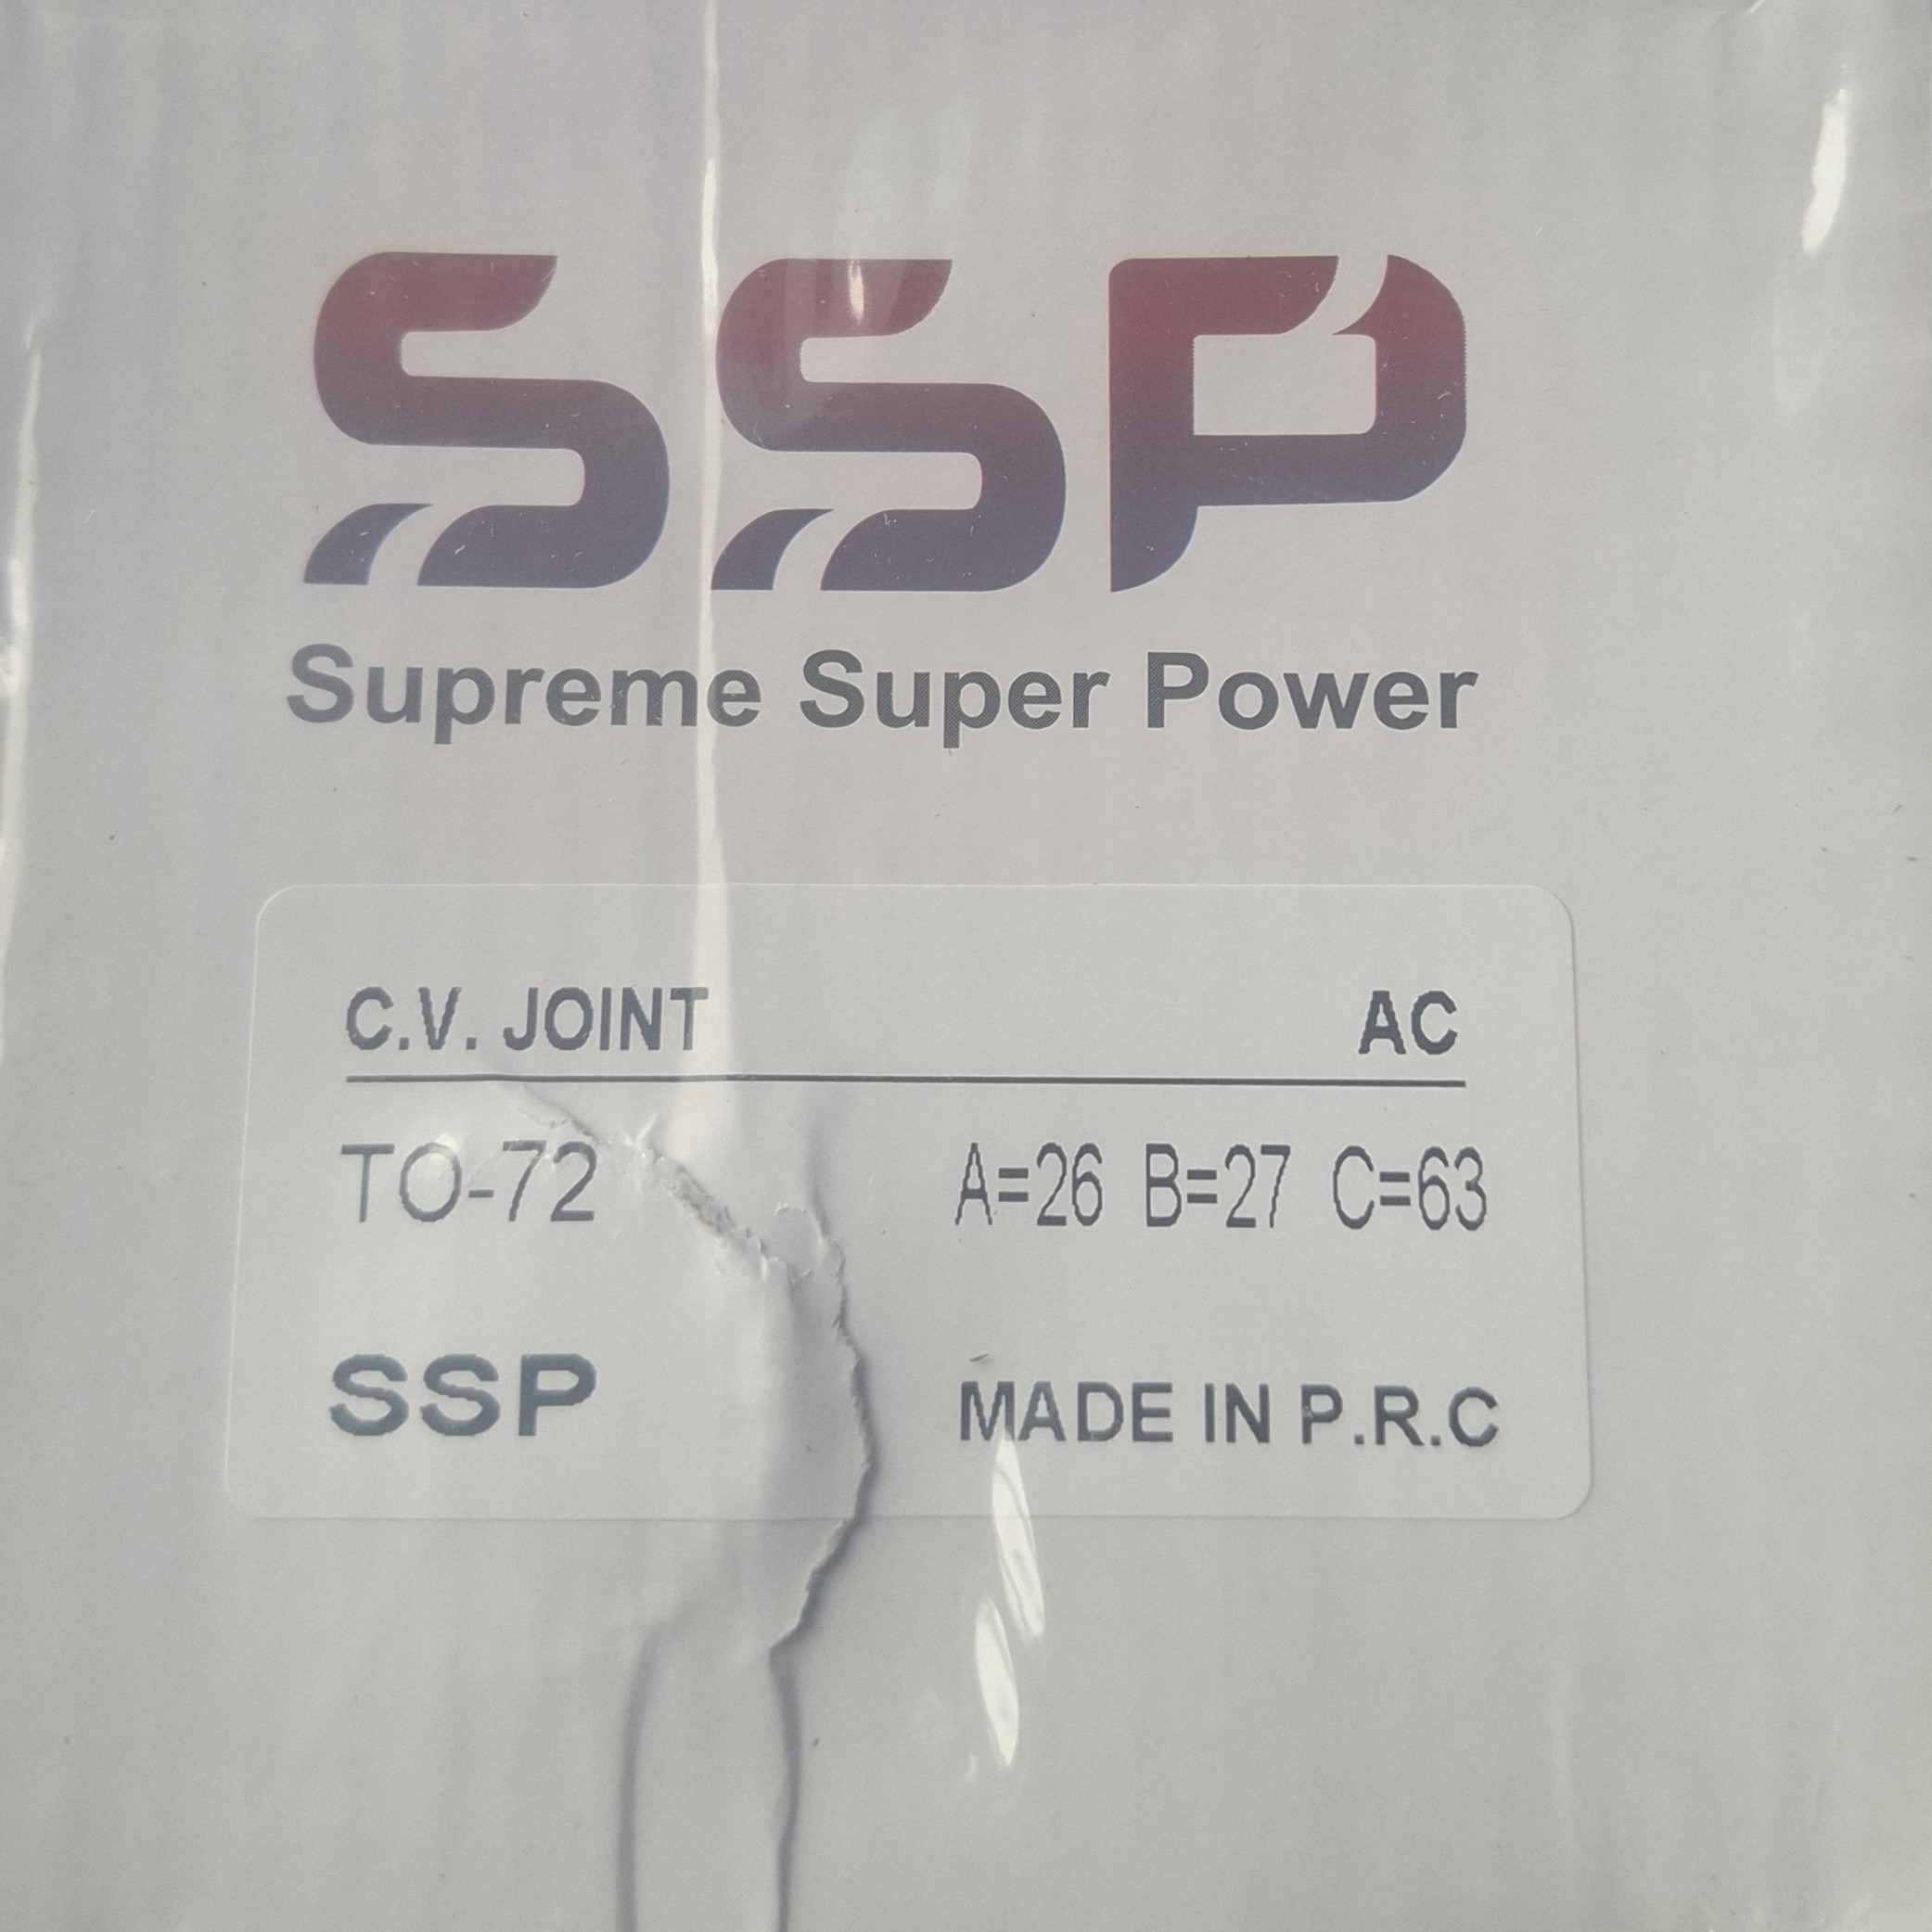 SSP
Supreme Super Power
C.V. JOINT AC
TO-72 A=26 B=27 C=63
SSP MADE IN P.R.C